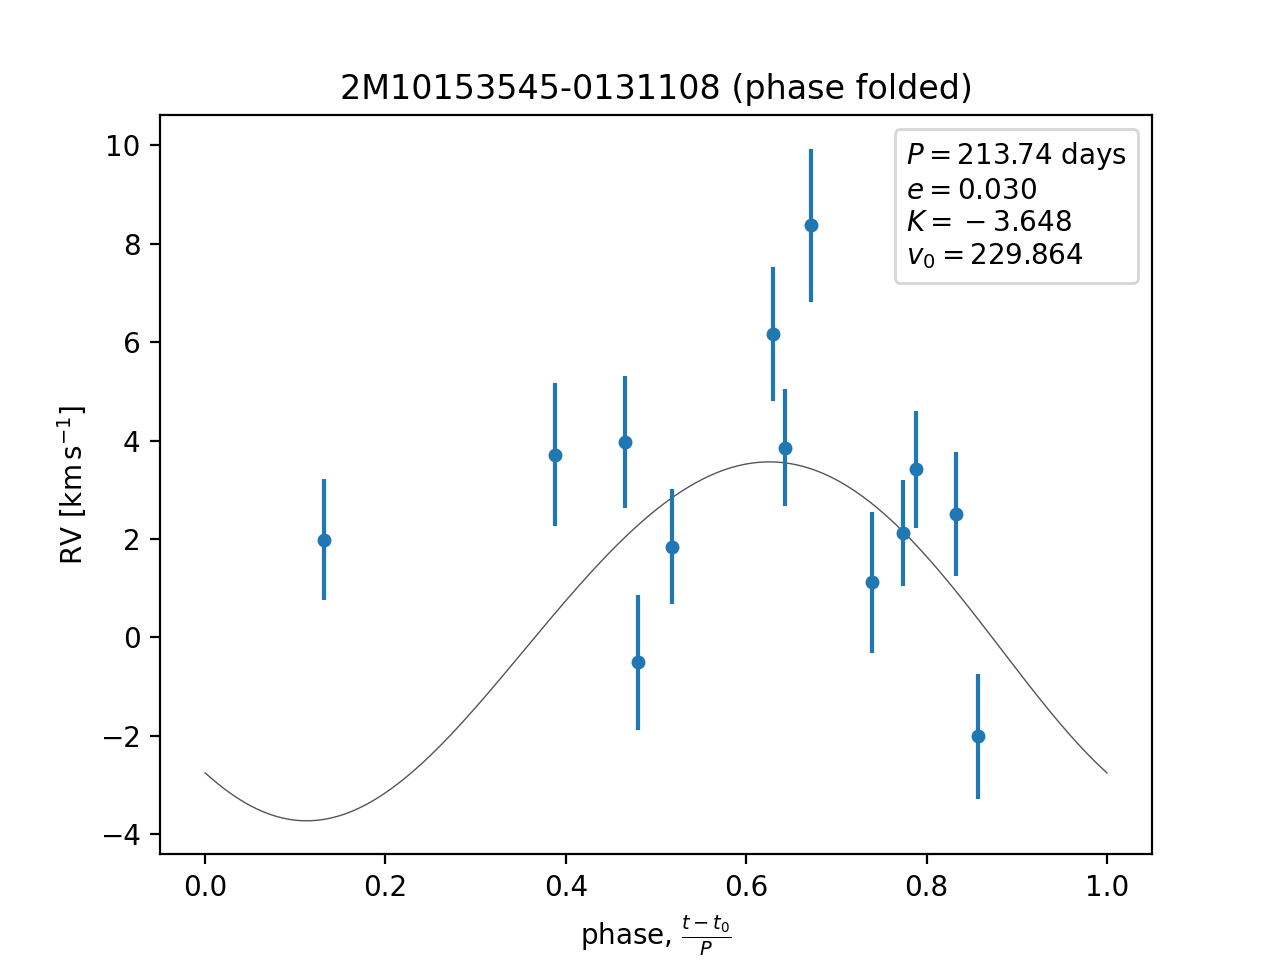 2M10153545-0131108 (phase folded)
P = 213.74 days
e = 0.030
K = −3.648
v₀ = 229.864
RV [km s⁻¹]
10
8
6
4
2
0
−2
−4
0.0 0.2 0.4 0.6 0.8 1.0
phase, (t − t₀)/P